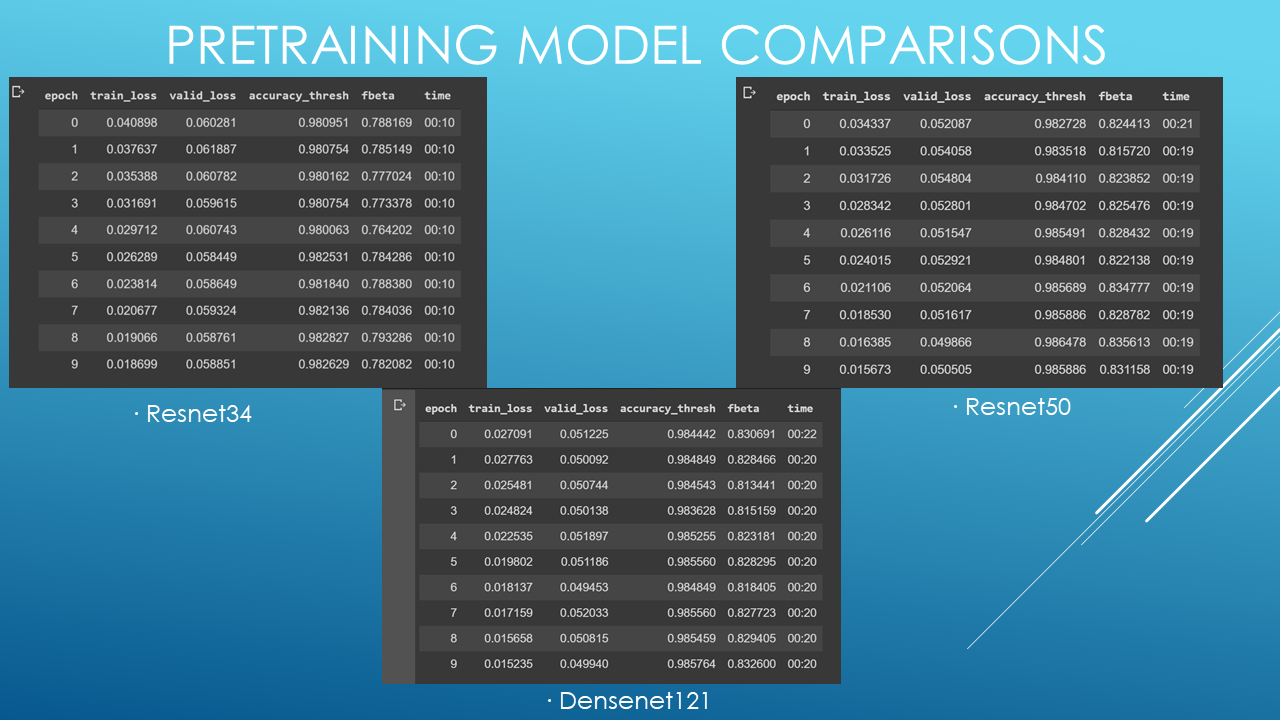 PRETRAINING MODEL COMPARISONS
epoch train_loss valid_loss accuracy_thresh fbeta time
0 0.040898 0.060281 0.980951 0.788169 00:10
1 0.037637 0.061887 0.980754 0.785149 00:10
2 0.035388 0.060782 0.980162 0.777024 00:10
3 0.031691 0.059615 0.980754 0.773378 00:10
4 0.029712 0.060743 0.980063 0.764202 00:10
5 0.026289 0.058449 0.982531 0.784286 00:10
6 0.023814 0.058649 0.981840 0.788380 00:10
7 0.020677 0.059324 0.982136 0.784036 00:10
8 0.019066 0.058761 0.982827 0.793286 00:10
9 0.018699 0.058851 0.982629 0.782082 00:10
· Resnet34
epoch train_loss valid_loss accuracy_thresh fbeta time
0 0.034337 0.052087 0.982728 0.824413 00:21
1 0.033525 0.054058 0.983518 0.815720 00:19
2 0.031726 0.054804 0.984110 0.823852 00:19
3 0.028342 0.052801 0.984702 0.825476 00:19
4 0.026116 0.051547 0.985491 0.828432 00:19
5 0.024015 0.052921 0.984801 0.822138 00:19
6 0.021106 0.052064 0.985689 0.834777 00:19
7 0.018530 0.051617 0.985886 0.828782 00:19
8 0.016385 0.049866 0.986478 0.835613 00:19
9 0.015673 0.050505 0.985886 0.831158 00:19
· Resnet50
epoch train_loss valid_loss accuracy_thresh fbeta time
0 0.027091 0.051225 0.984442 0.830691 00:22
1 0.027763 0.050092 0.984849 0.828466 00:20
2 0.025481 0.050744 0.984543 0.813441 00:20
3 0.024824 0.050138 0.983628 0.815159 00:20
4 0.022535 0.051897 0.985255 0.823181 00:20
5 0.019802 0.051186 0.985560 0.828295 00:20
6 0.018137 0.049453 0.984849 0.818405 00:20
7 0.017159 0.052033 0.985560 0.827723 00:20
8 0.015658 0.050815 0.985459 0.829405 00:20
9 0.015235 0.049940 0.985764 0.832600 00:20
· Densenet121